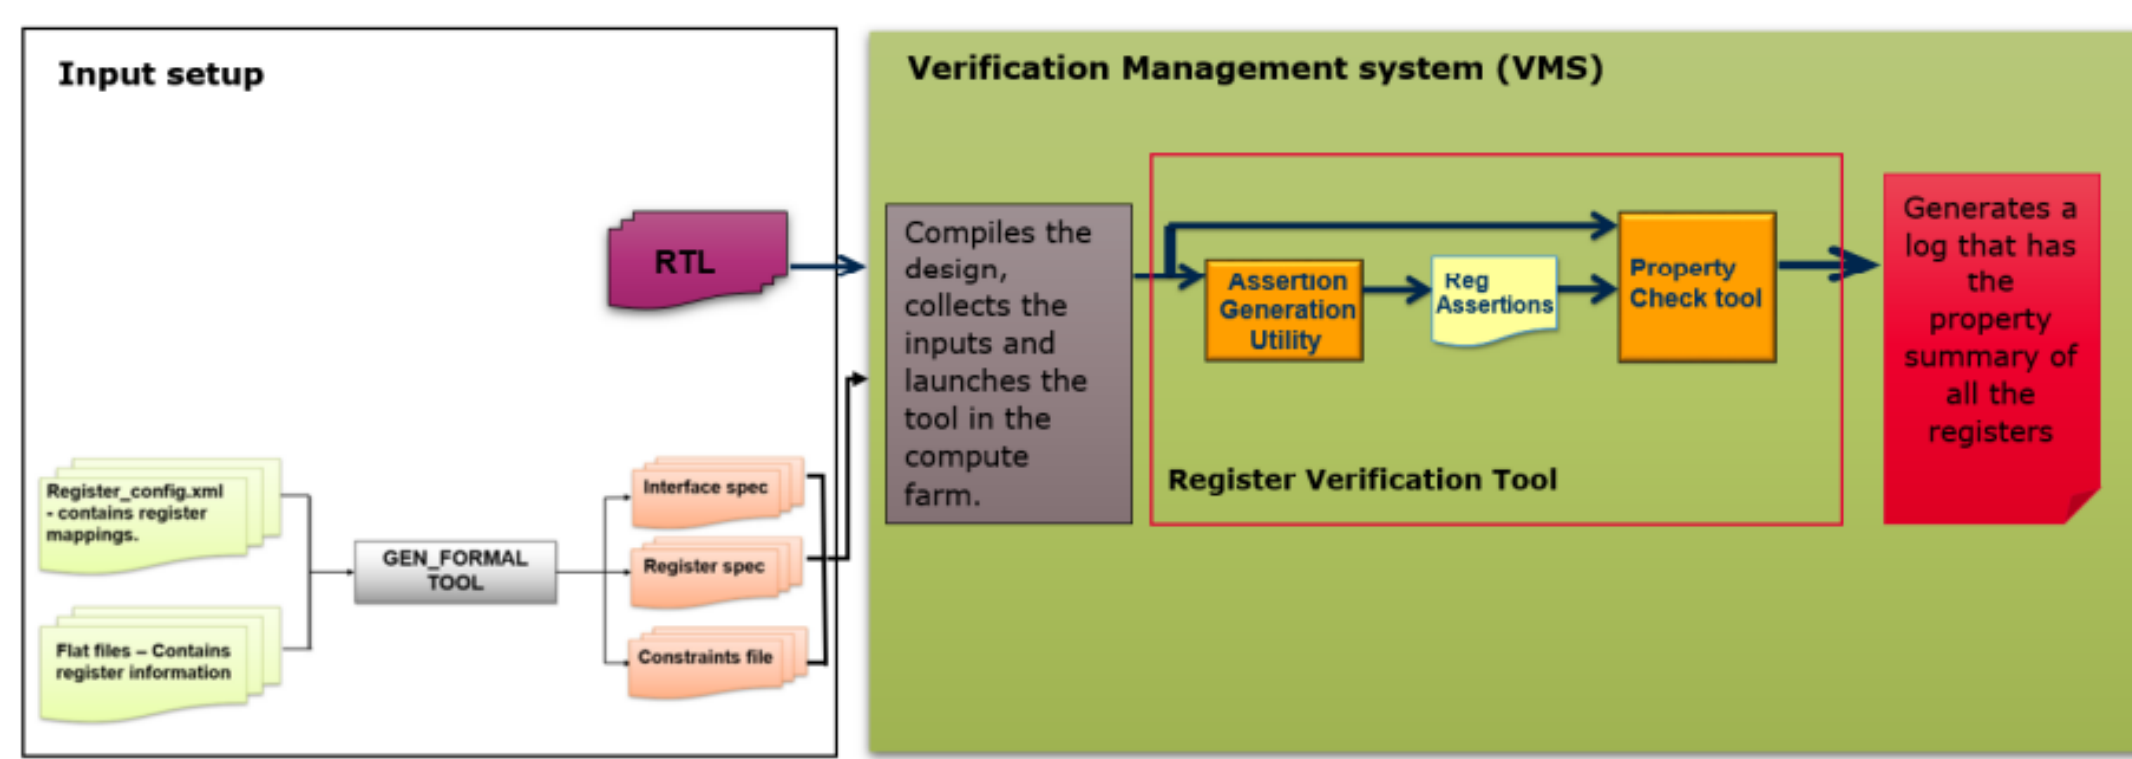 Input setup
RTL
Register_config.xml
- contains register
mappings.
Flat files – Contains
register information
GEN_FORMAL
TOOL
Interface spec
Register spec
Constraints file
Verification Management system (VMS)
Compiles the
design,
collects the
inputs and
launches the
tool in the
compute
farm.
Assertion
Generation
Utility
Reg
Assertions
Property
Check tool
Register Verification Tool
Generates a
log that has
the
property
summary of
all the
registers